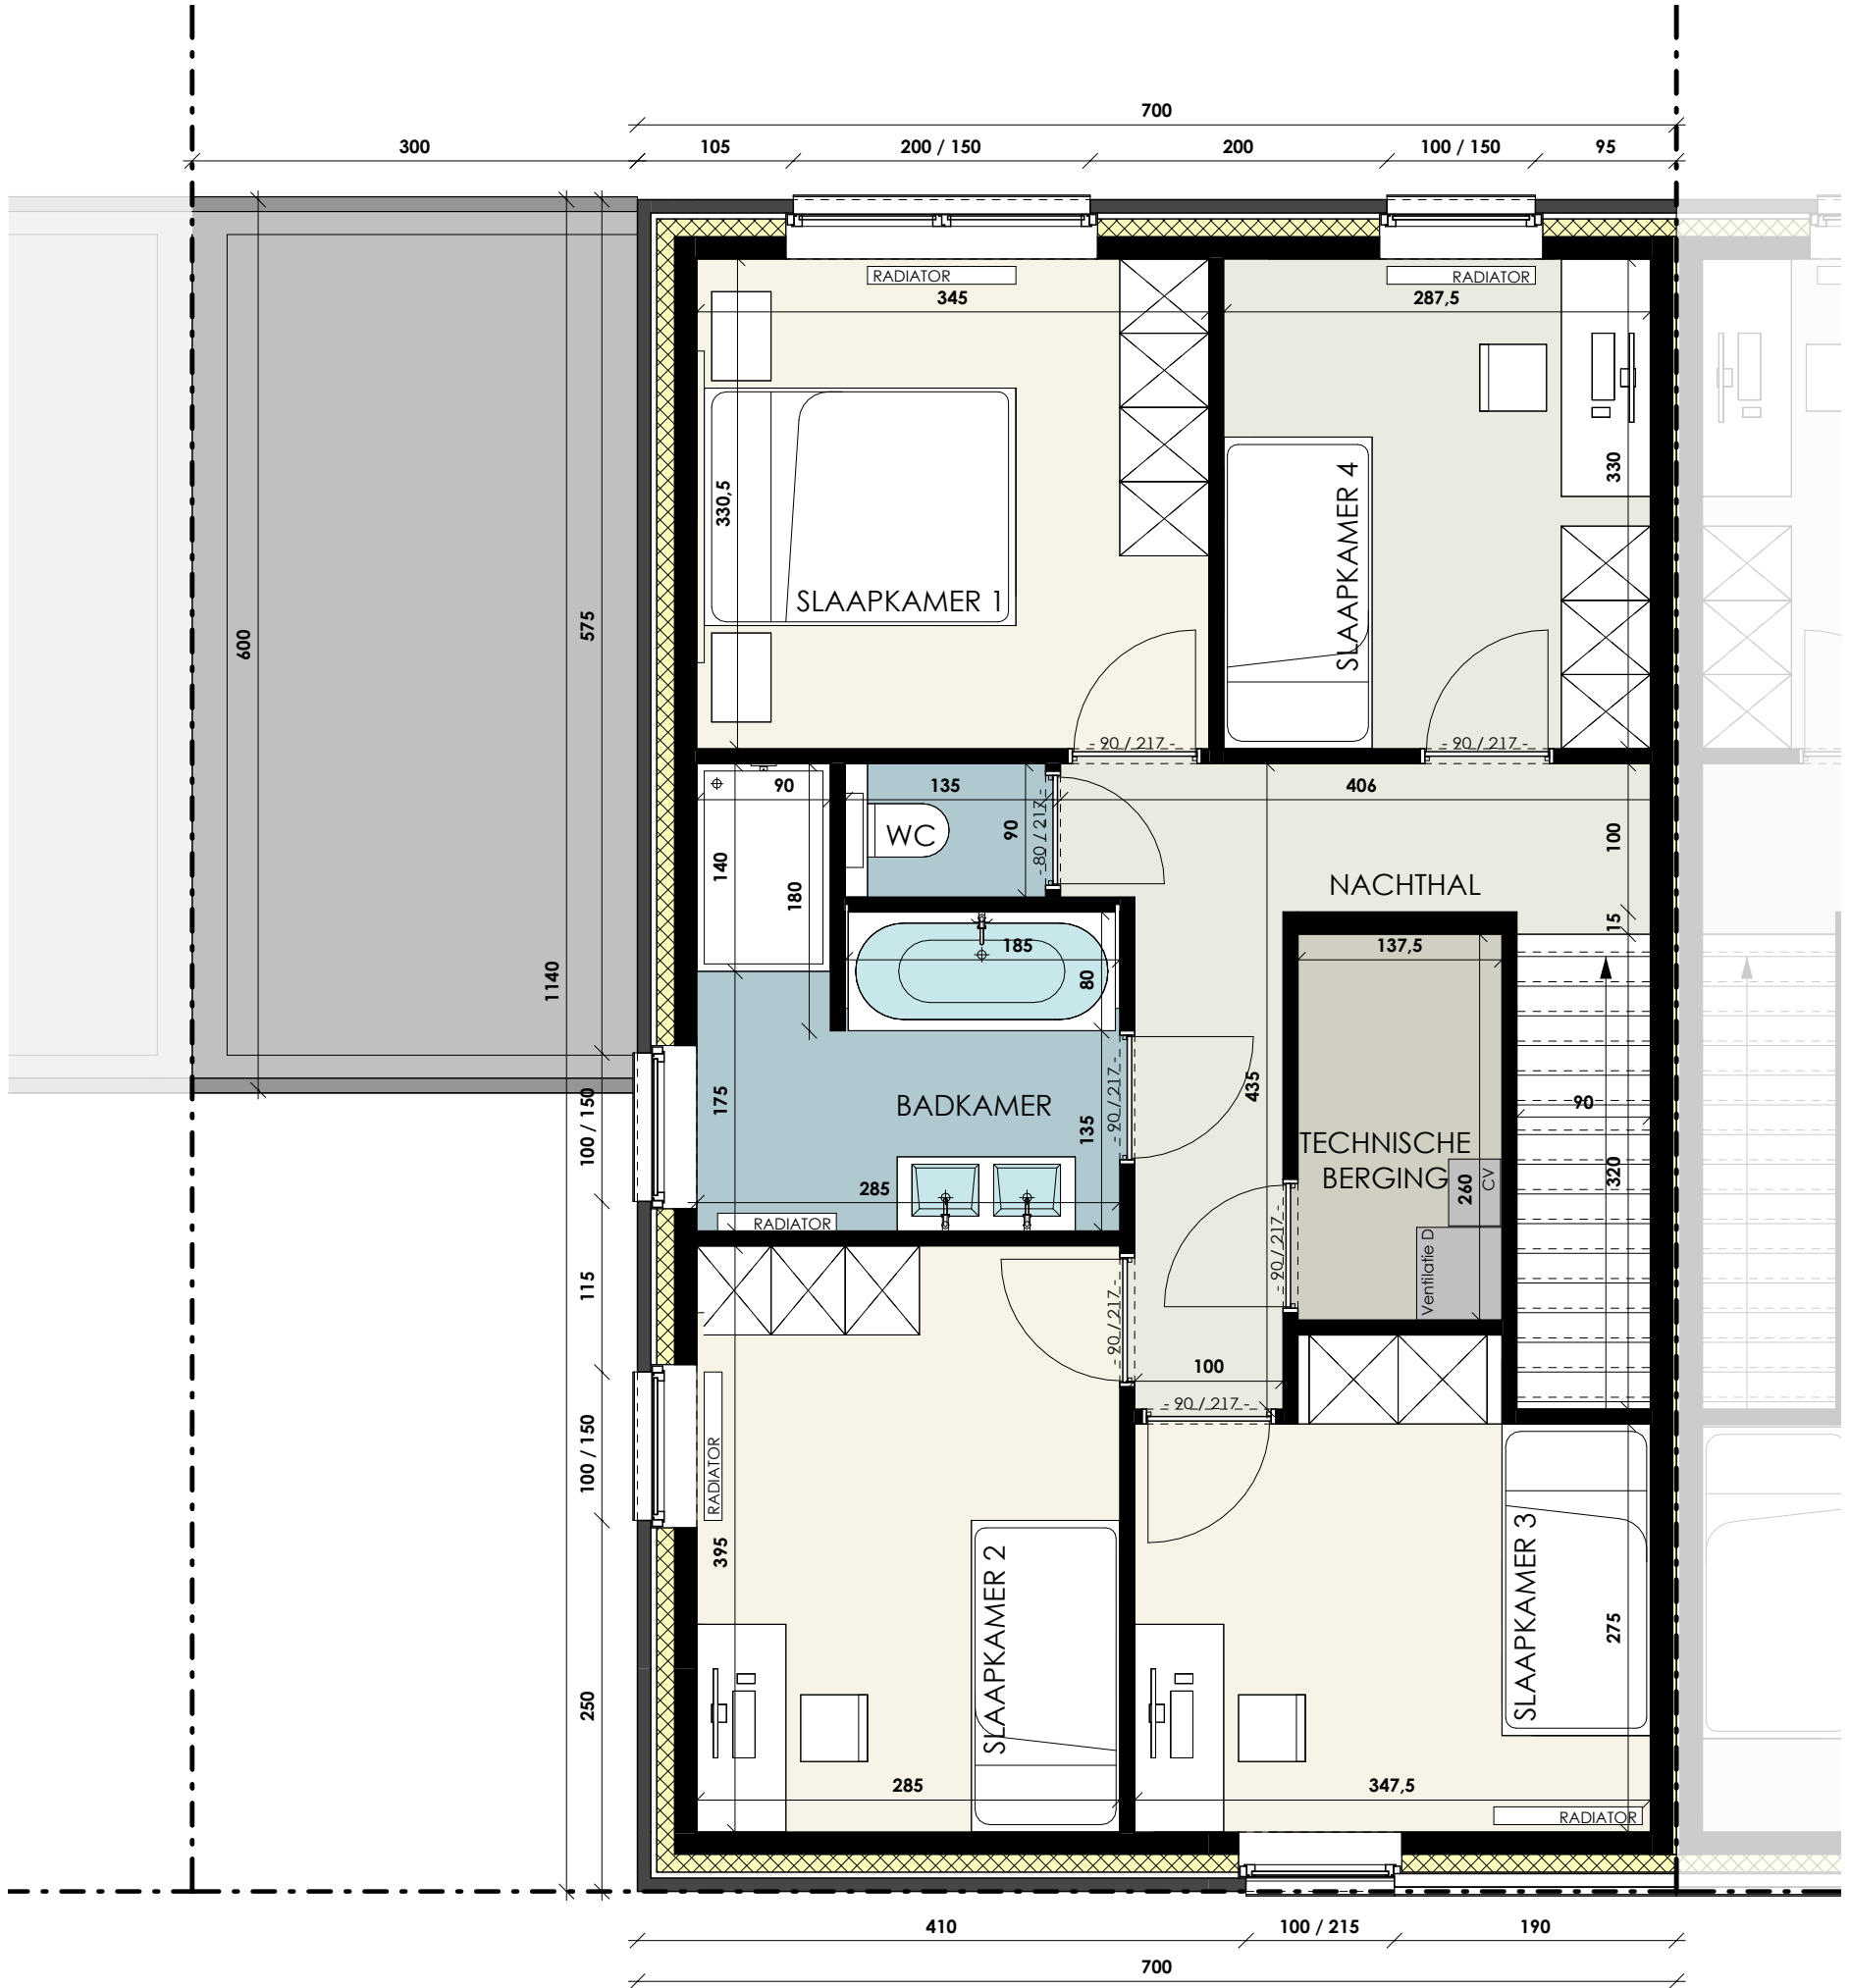 700
300
105
200 / 150
200
100 / 150
95
RADIATOR
345
RADIATOR
287,5
330,5
SLAAPKAMER 1
SLAAPKAMER 4
330
600
575
1140
- 90 / 217 -
- 90 / 217 -
90
135
406
WC
90
- 80 / 217 -
140
180
100
NACHTHAL
15
185
80
137,5
100 / 150
175
BADKAMER
135
- 90 / 217 -
435
90
TECHNISCHE
BERGING
260
CV
320
285
RADIATOR
- 90 / 217 -
Ventilatie D
115
- 90 / 217 -
100
- 90 / 217 -
100 / 150
RADIATOR
395
SLAAPKAMER 2
SLAAPKAMER 3
275
250
285
347,5
RADIATOR
410
100 / 215
190
700